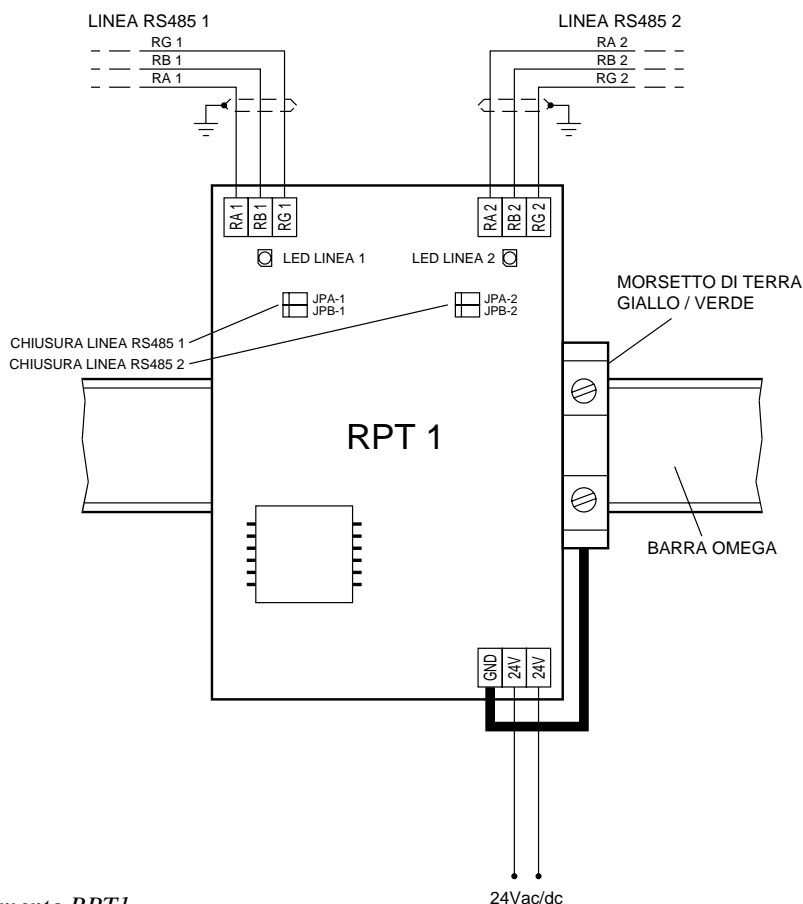 LINEA RS485 1
RG 1
RB 1
RA 1
LINEA RS485 2
RA 2
RB 2
RG 2
RA 1
RB 1
RG 1
RA 2
RB 2
RG 2
LED LINEA 1
LED LINEA 2
JPA-1
JPB-1
JPA-2
JPB-2
MORSETTO DI TERRA
GIALLO / VERDE
CHIUSURA LINEA RS485 1
CHIUSURA LINEA RS485 2
RPT 1
BARRA OMEGA
GND
24V
24V
24Vac/dc
RPT1